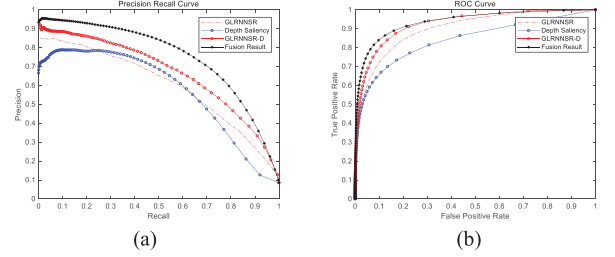 Precision Recall Curve
1
0.9
0.8
0.7
0.6
0.5
0.4
0.3
0.2
0.1
0
Precision
0 0.1 0.2 0.3 0.4 0.5 0.6 0.7 0.8 0.9 1
Recall
GLRNNSR
Depth Saliency
GLRNNSR-D
Fusion Result
(a)
ROC Curve
1
0.9
0.8
0.7
0.6
0.5
0.4
0.3
0.2
0.1
0
True Positive Rate
0 0.1 0.2 0.3 0.4 0.5 0.6 0.7 0.8 0.9 1
False Positive Rate
GLRNNSR
Depth Saliency
GLRNNSR-D
Fusion Result
(b)